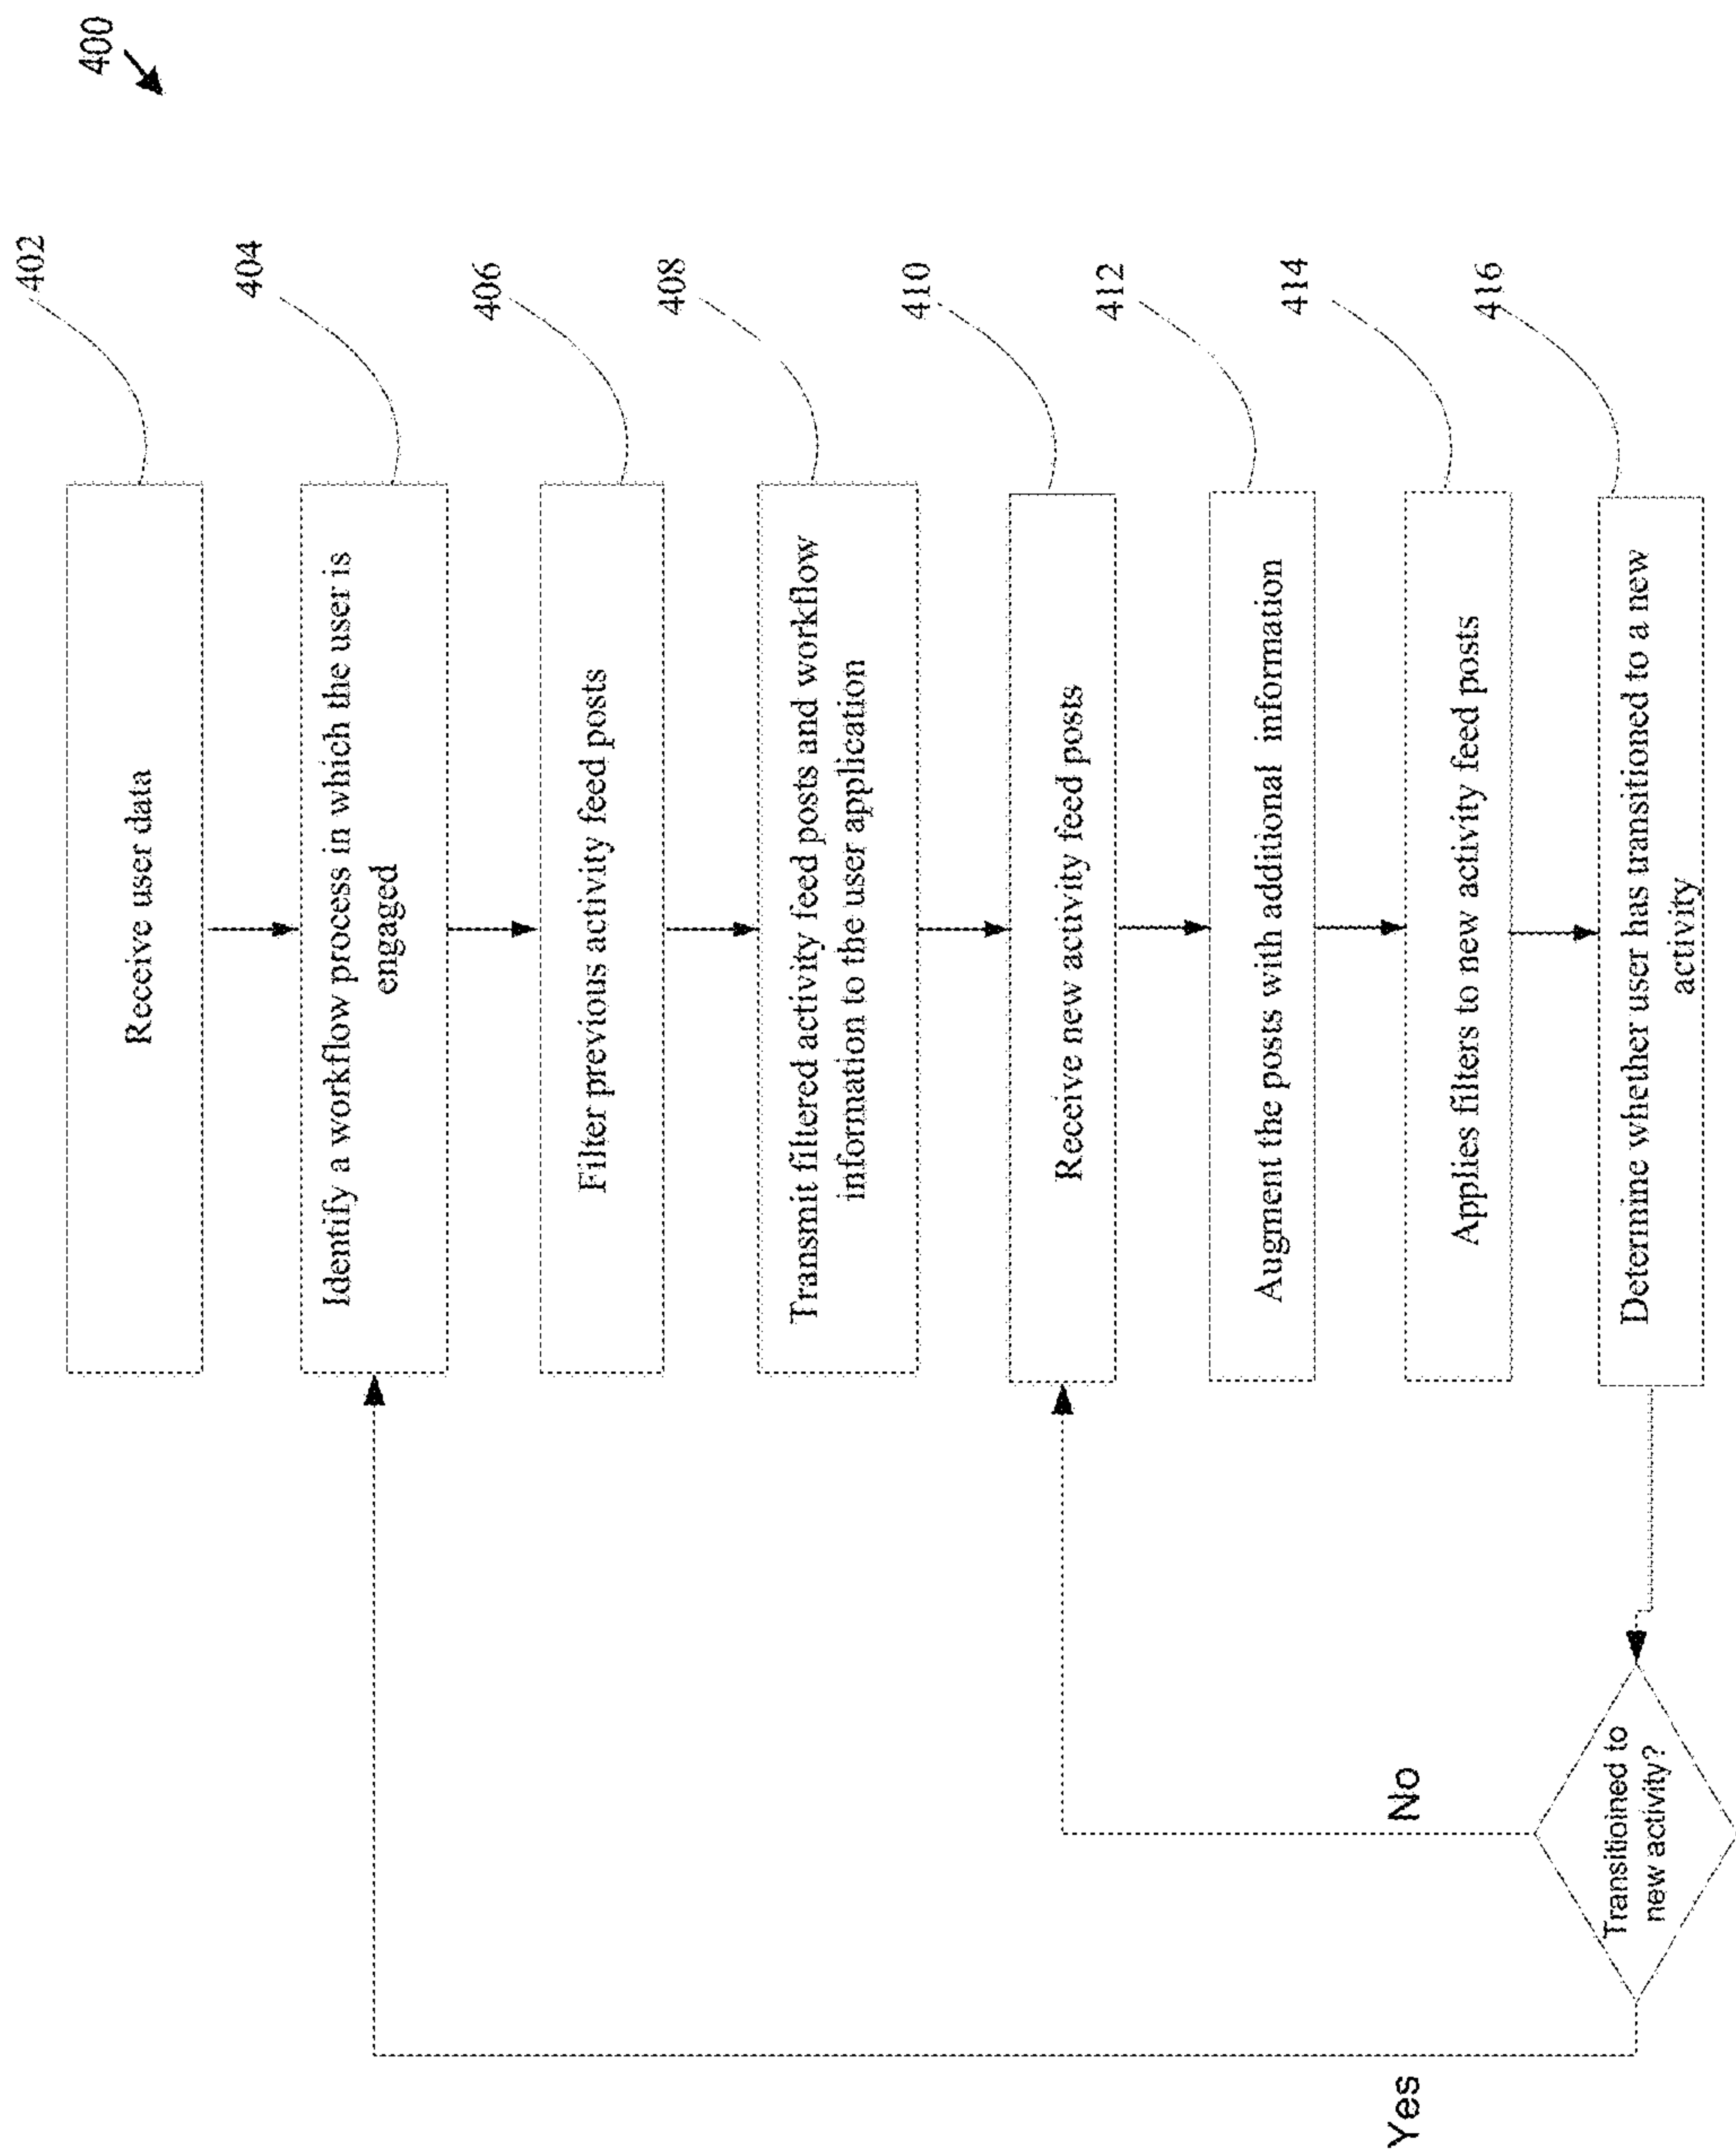 400
402
Receive user data
404
Identify a workflow process in which the user is
engaged
406
Filter previous activity feed posts
408
Transmit filtered activity feed posts and workflow
information to the user application
410
Receive new activity feed posts
412
Augment the posts with additional information
414
Applies filters to new activity feed posts
416
Determine whether user has transitioned to a new
activity
Transitioined to
new activity?
No
Yes